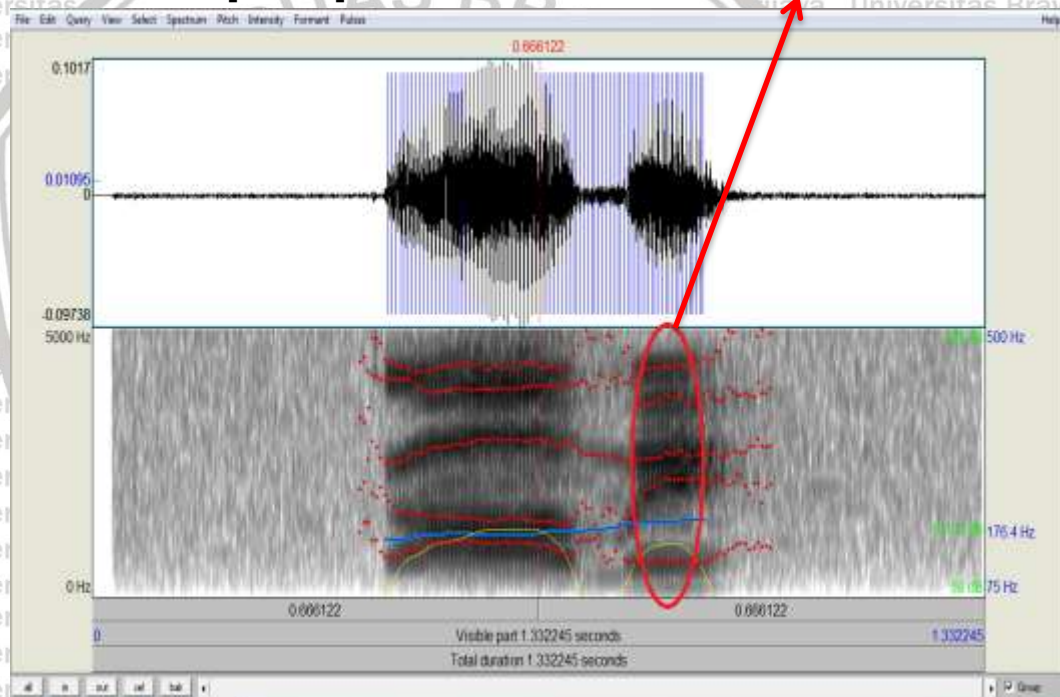 File Edit Query View Select Spectrum Pitch Intensity Formant Pulses Help
0.666122
0.1017
0.01095
0
-0.09738
5000 Hz
500 Hz
176.4 Hz
0 Hz
75 Hz
0.666122 0.666122
0 Visible part 1.332245 seconds 1.332245
Total duration 1.332245 seconds
all in out sel bak Group